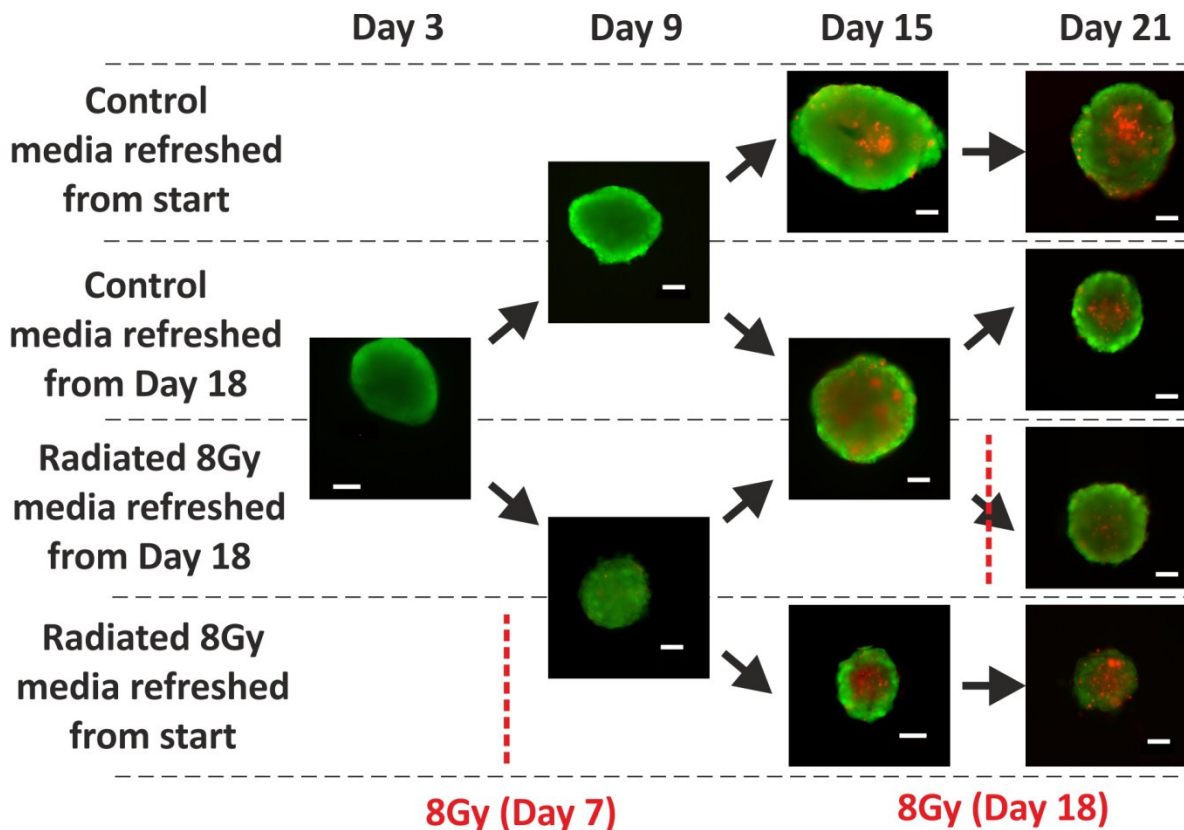 Day 3 Day 9 Day 15 Day 21
Control
media refreshed
from start
Control
media refreshed
from Day 18
Radiated 8Gy
media refreshed
from Day 18
Radiated 8Gy
media refreshed
from start
8Gy (Day 7) 8Gy (Day 18)